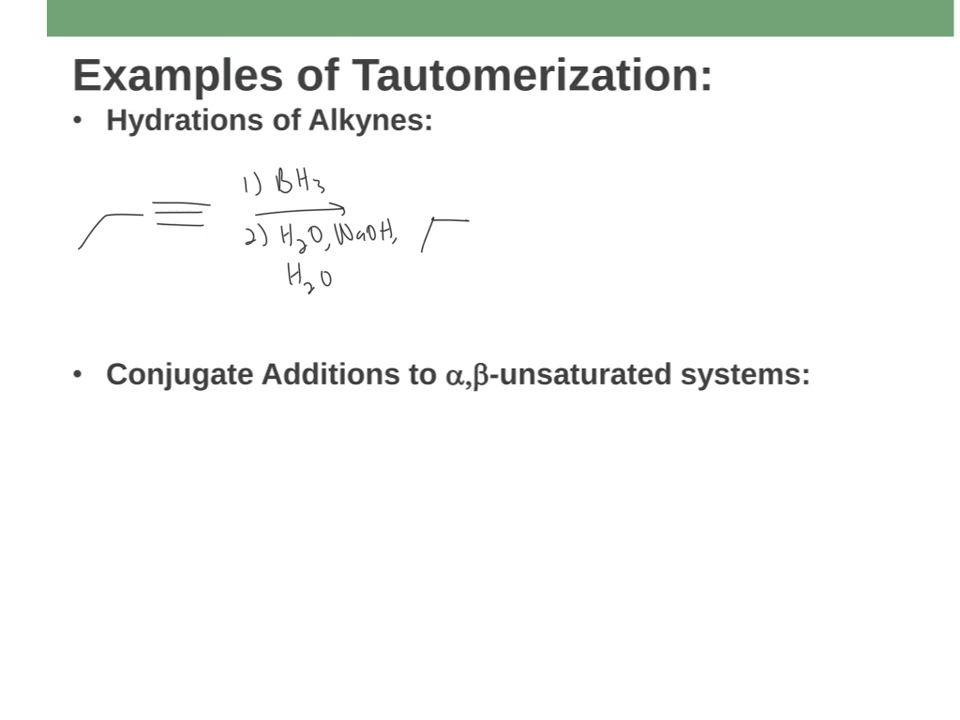 Examples of Tautomerization:
• Hydrations of Alkynes:
1) BH3
2) H2O, NaOH,
H2O
• Conjugate Additions to α,β-unsaturated systems: